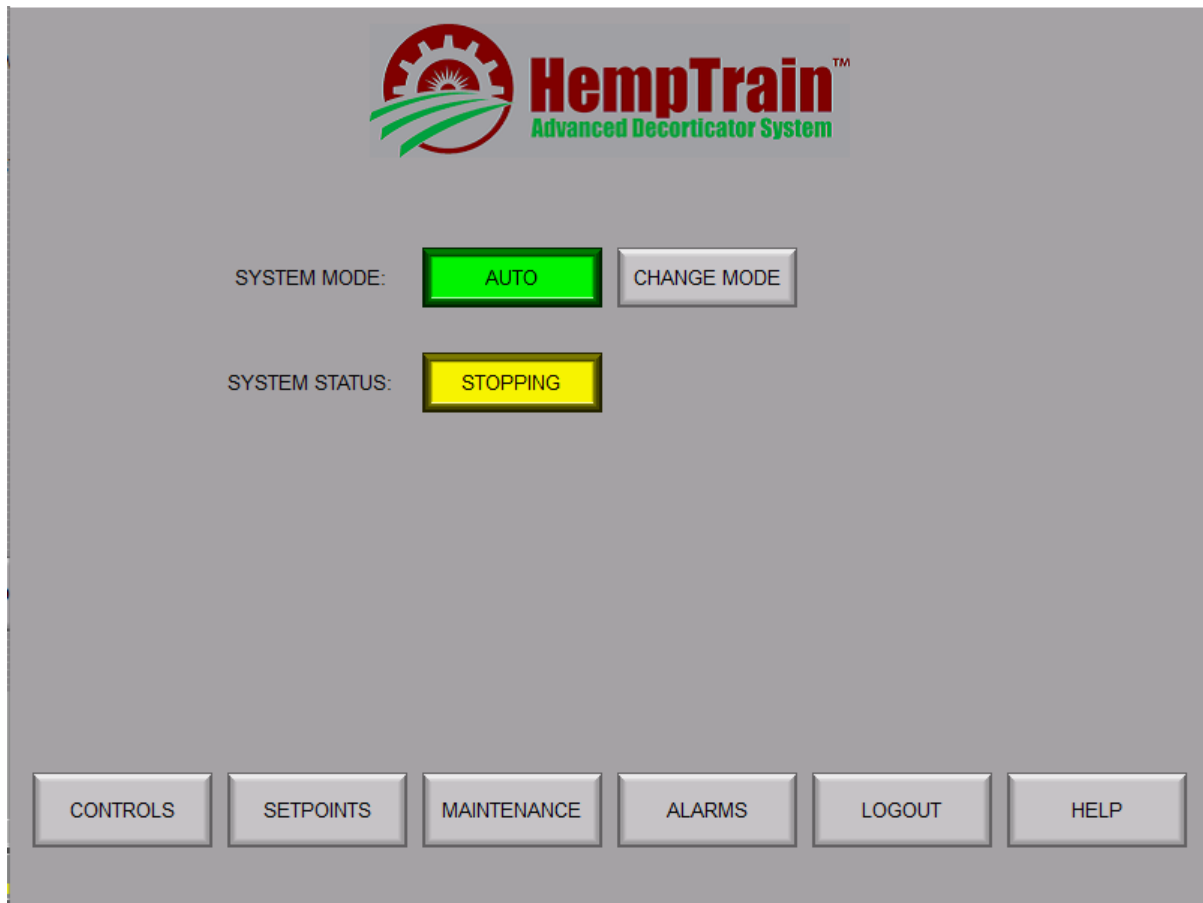 HempTrain™
Advanced Decorticator System
SYSTEM MODE: AUTO CHANGE MODE
SYSTEM STATUS: STOPPING
CONTROLS SETPOINTS MAINTENANCE ALARMS LOGOUT HELP